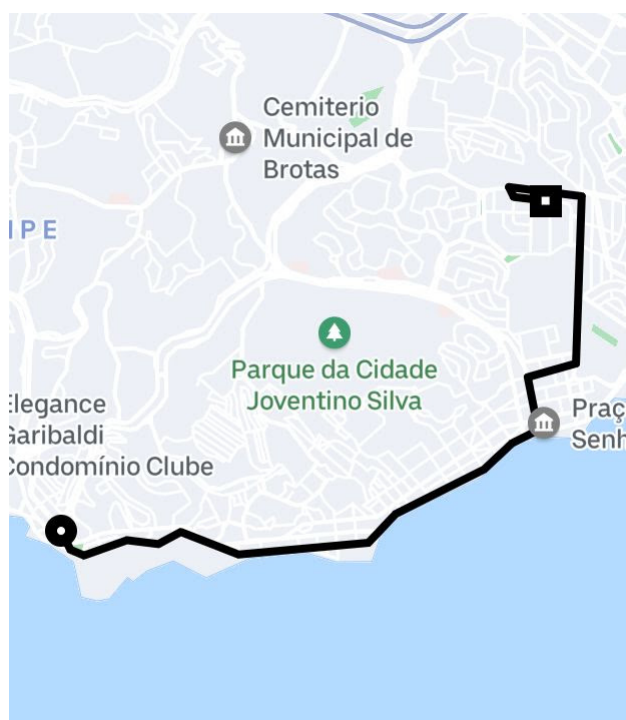 Cemiterio
Municipal de
Brotas
IPE
Parque da Cidade
Joventino Silva
Elegance
Garibaldi
Condomínio Clube
Praç
Senh